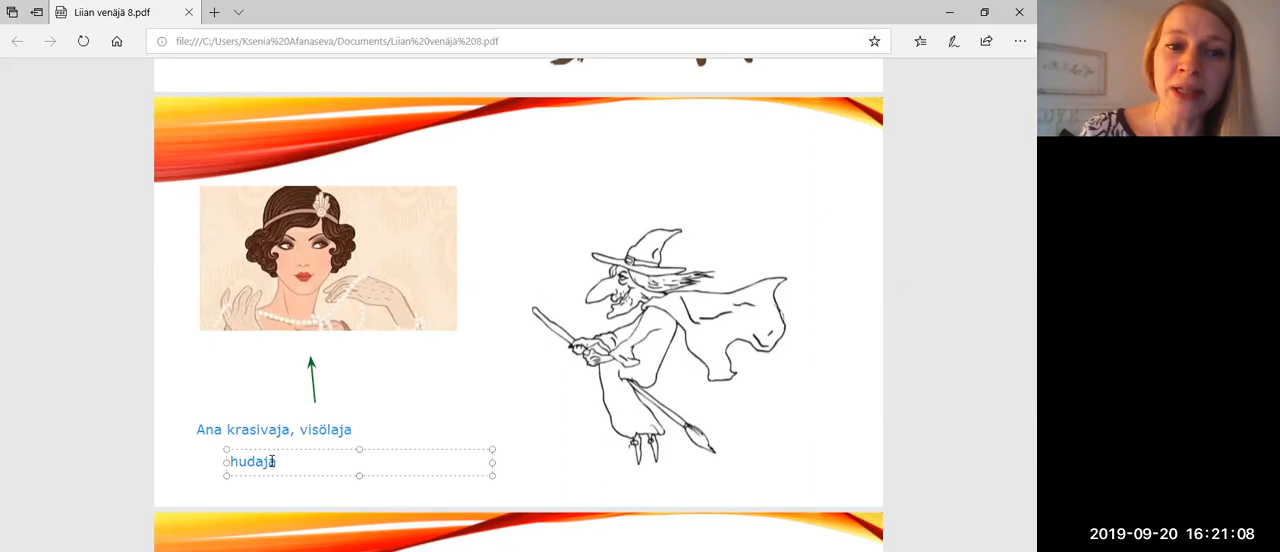 Liian venäjä 8.pdf
file:///C:/Users/Ksenia%20Afanaseva/Documents/Liian%20venäjä%208.pdf
Ana krasivaja, visölaja
hudaja
2019-09-20 16:21:08